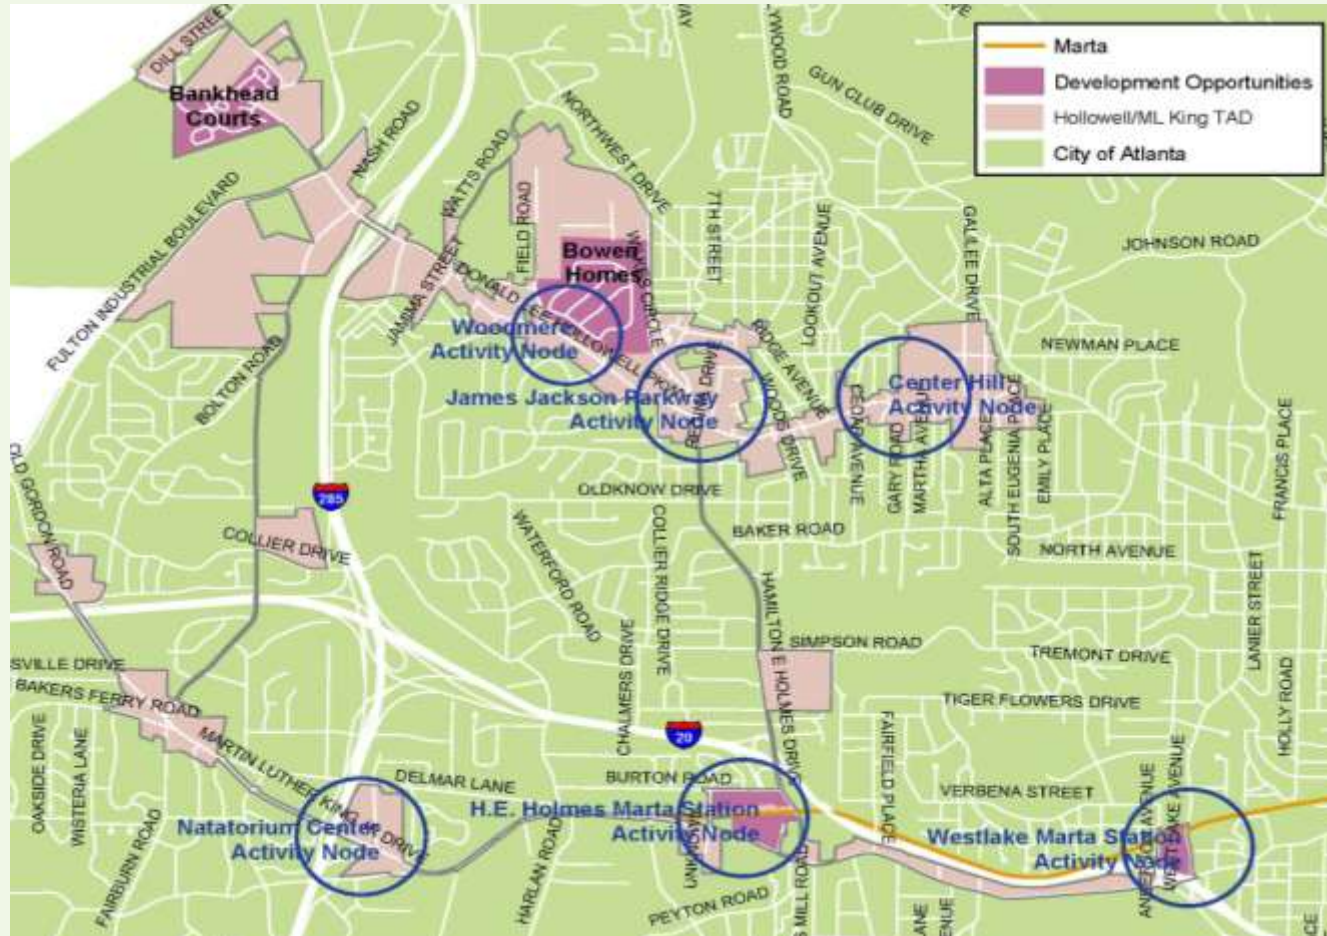 DILL STREET
Bankhead
Courts
NASH ROAD
WATTS ROAD
NORTHWEST DRIVE
GUN CLUB DRIVE
Marta
Development Opportunities
Hollowell/ML King TAD
City of Atlanta
FULTON INDUSTRIAL BOULEVARD
FIELD ROAD
7TH STREET
LOOKOUT AVENUE
GALILEE DRIVE
JOHNSON ROAD
Bowen
Homes
JAMIMA STREET
Woodmere
Activity Node
BOLTON ROAD
NEWMAN PLACE
James Jackson Parkway
Activity Node
RIDGE AVENUE
WOODS DRIVE
Center Hill
Activity Node
GARY ROAD
MARTHA AVENUE
ALTA PLACE
SOUTH EUGENIA PLACE
EMILY PLACE
FRANCIS PLACE
OLD GORDON ROAD
285
OLDKNOW DRIVE
BAKER ROAD
COLLIER DRIVE
WATERFORD ROAD
COLLIER RIDGE DRIVE
NORTH AVENUE
HAMILTON E HOLMES DRIVE
SIMPSON ROAD
TREMONT DRIVE
LANIER STREET
SVILLE DRIVE
BAKERS FERRY ROAD
CHALMERS DRIVE
TIGER FLOWERS DRIVE
HOLLY ROAD
OAKSIDE DRIVE
WISTERIA LANE
MARTIN LUTHER KING JR DRIVE
20
FAIRFIELD PLACE
DELMAR LANE
BURTON ROAD
VERBENA STREET
Natatorium Center
Activity Node
H.E. Holmes Marta Station
Activity Node
Westlake Marta Station
Activity Node
FAIRBURN ROAD
HARLAN ROAD
PEYTON ROAD
S MILL ROAD